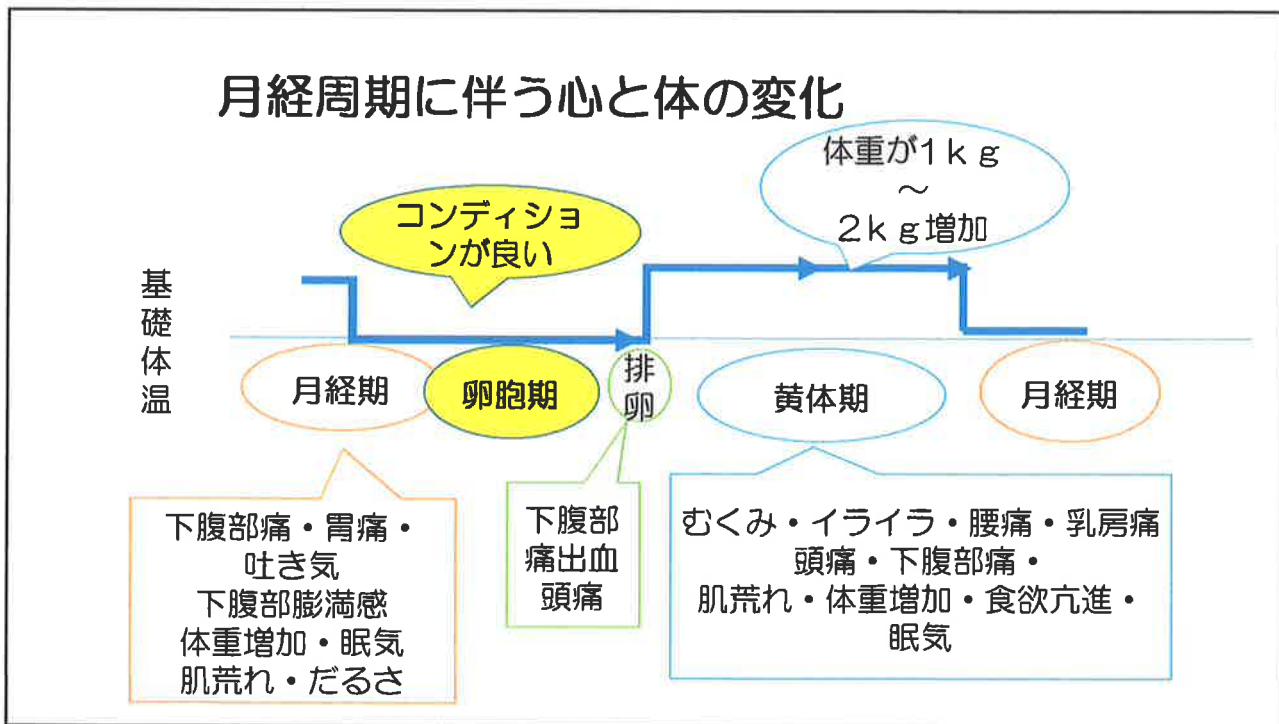 月経周期に伴う心と体の変化
体重が1kg
～
2kg増加
コンディショ
ンが良い
基
礎
体
温
月経期
卵胞期
排
卵
黄体期
月経期
下腹部痛・胃痛・
吐き気
下腹部膨満感
体重増加・眠気
肌荒れ・だるさ
下腹部
痛出血
頭痛
むくみ・イライラ・腰痛・乳房痛
頭痛・下腹部痛・
肌荒れ・体重増加・食欲亢進・
眠気